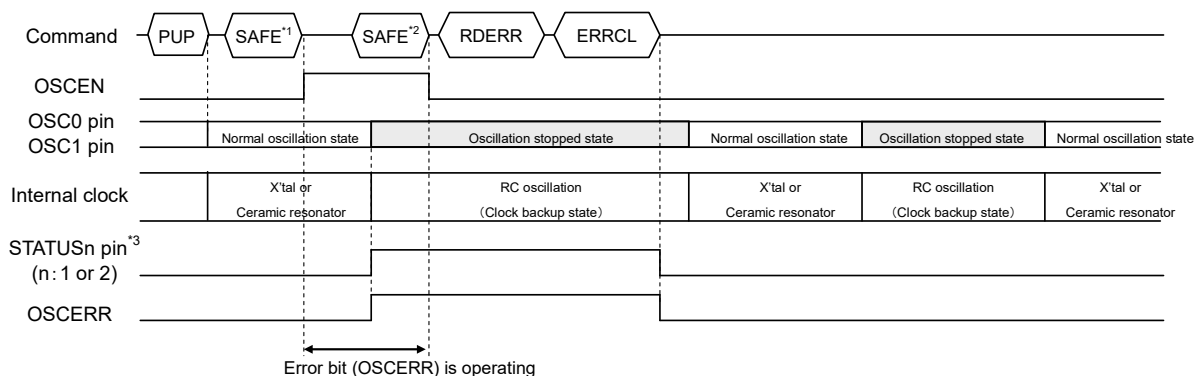 Command PUP SAFE*1 SAFE*2 RDERR ERRCL
OSCEN
OSC0 pin
OSC1 pin
Normal oscillation state Oscillation stopped state Normal oscillation state Oscillation stopped state Normal oscillation state
Internal clock
X'tal or RC oscillation X'tal or RC oscillation X'tal or
Ceramic resonator (Clock backup state) Ceramic resonator (Clock backup state) Ceramic resonator
STATUSn pin*3
(n: 1 or 2)
OSCERR
Error bit (OSCERR) is operating